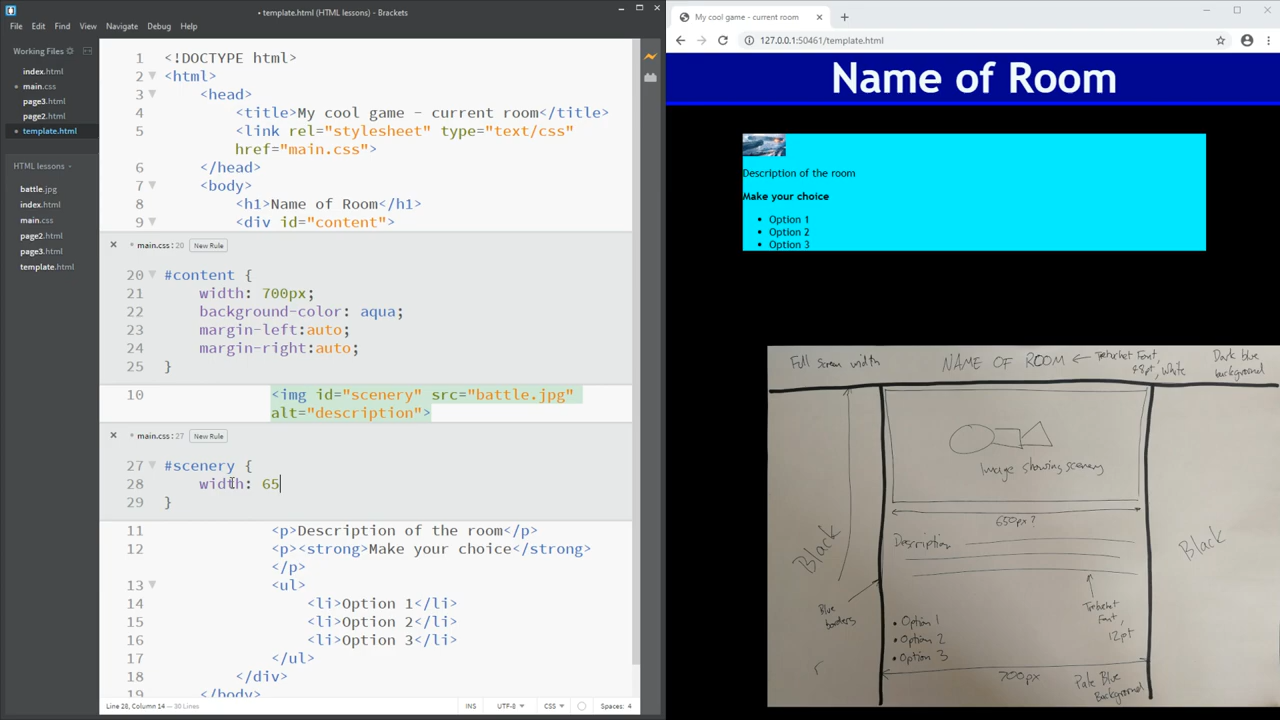 • template.html (HTML lessons) - Brackets
File Edit Find View Navigate Debug Help
Working Files
index.html
• main.css
page3.html
page2.html
• template.html
HTML lessons
battle.jpg
index.html
main.css
page2.html
page3.html
template.html
1 <!DOCTYPE html>
2 <html>
3 <head>
4 <title>My cool game - current room</title>
5 <link rel="stylesheet" type="text/css"
href="main.css">
6 </head>
7 <body>
8 <h1>Name of Room</h1>
9 <div id="content">
• main.css : 20 New Rule
20 #content {
21 width: 700px;
22 background-color: aqua;
23 margin-left:auto;
24 margin-right:auto;
25 }
10 <img id="scenery" src="battle.jpg"
alt="description">
• main.css : 27 New Rule
27 #scenery {
28 width: 65
29 }
11 <p>Description of the room</p>
12 <p><strong>Make your choice</strong>
</p>
13 <ul>
14 <li>Option 1</li>
15 <li>Option 2</li>
16 <li>Option 3</li>
17 </ul>
18 </div>
19 </body>
Line 28, Column 14 — 30 Lines
INS UTF-8 CSS Spaces: 4
My cool game - current room
127.0.0.1:50461/template.html
Name of Room
Description of the room
Make your choice
• Option 1
• Option 2
• Option 3
Full Screen width
NAME OF ROOM ← Trebuchet Font,
48pt, White
Dark blue
background
Image showing scenery
650px?
Description
Black
Black
Blue
borders
Trebuchet
Font,
12pt
• Option 1
• Option 2
• Option 3
700px
Pale Blue
Background